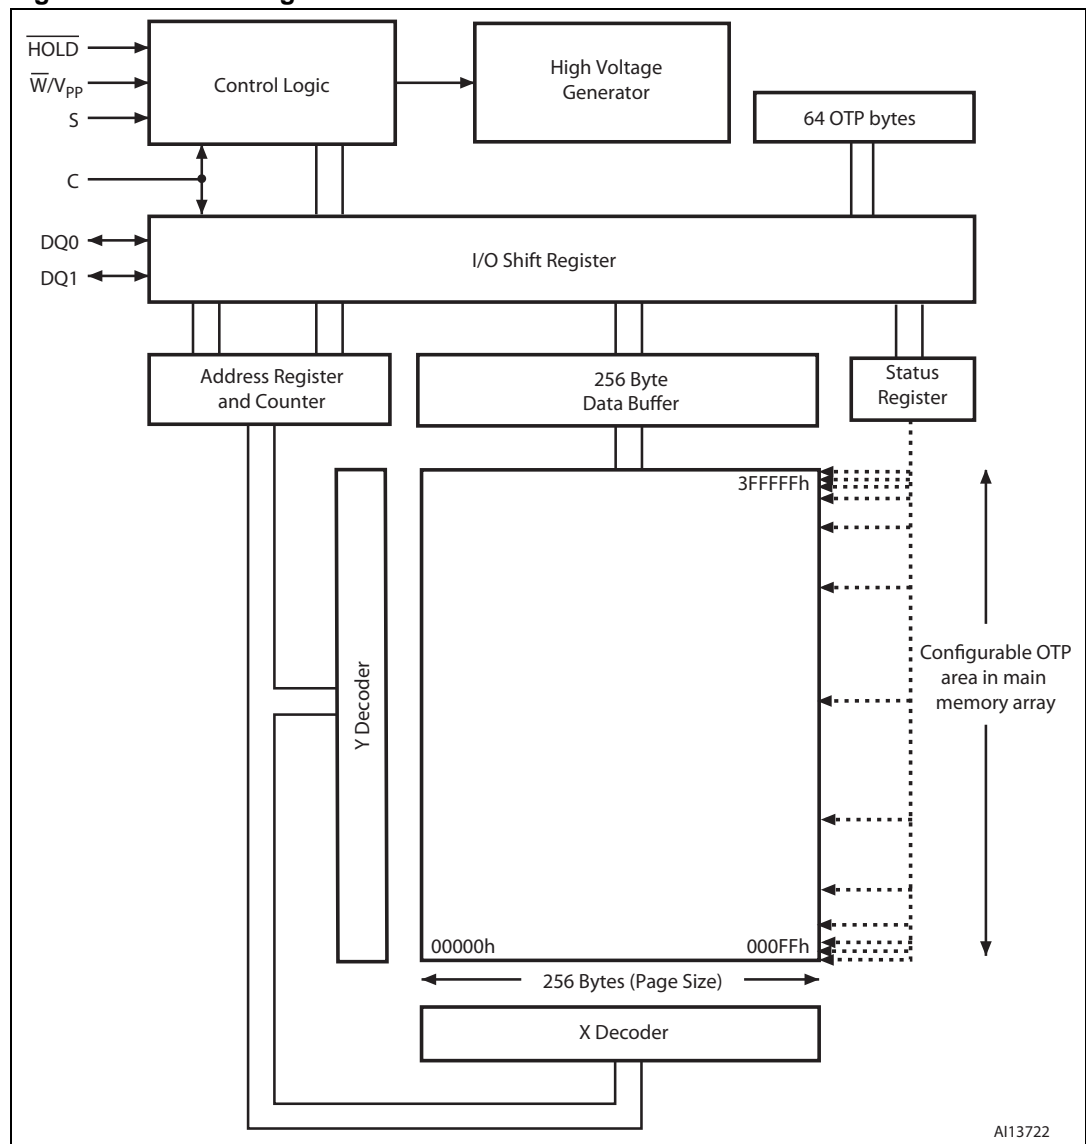 HOLD
W/VPP
S
C
DQ0
DQ1
Control Logic
High Voltage
Generator
64 OTP bytes
I/O Shift Register
Address Register
and Counter
256 Byte
Data Buffer
Status
Register
3FFFFFh
Y Decoder
Configurable OTP
area in main
memory array
00000h
000FFh
256 Bytes (Page Size)
X Decoder
AI13722